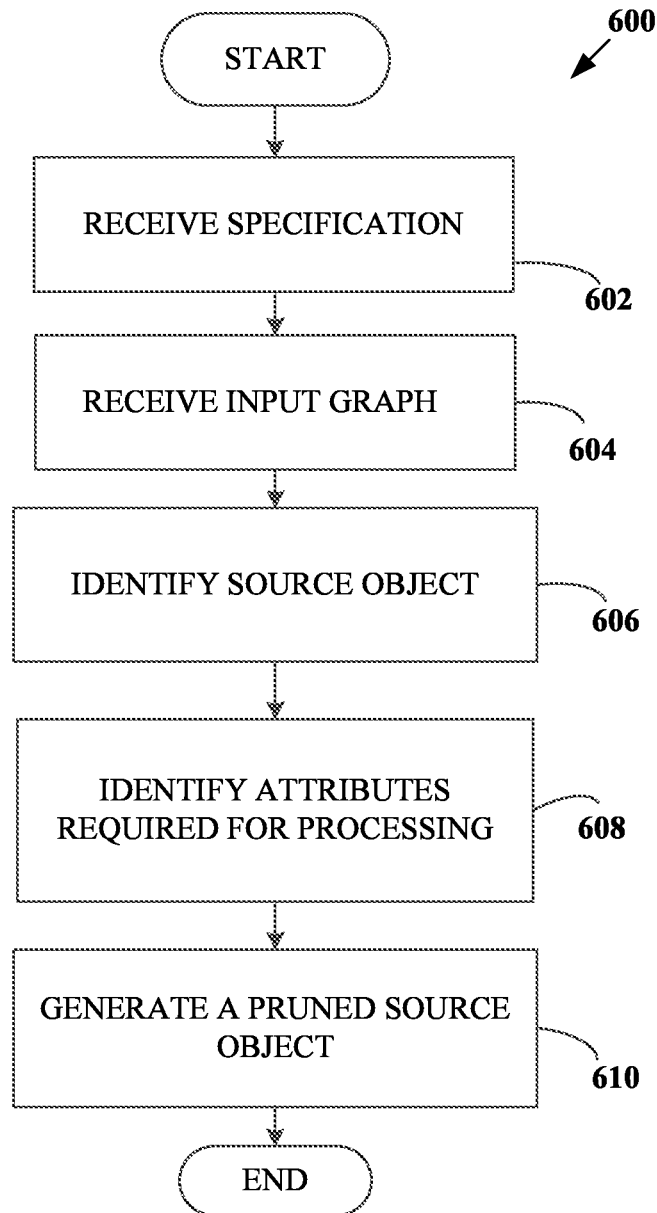 600
START
RECEIVE SPECIFICATION
602
RECEIVE INPUT GRAPH
604
IDENTIFY SOURCE OBJECT
606
IDENTIFY ATTRIBUTES
REQUIRED FOR PROCESSING
608
GENERATE A PRUNED SOURCE
OBJECT
610
END